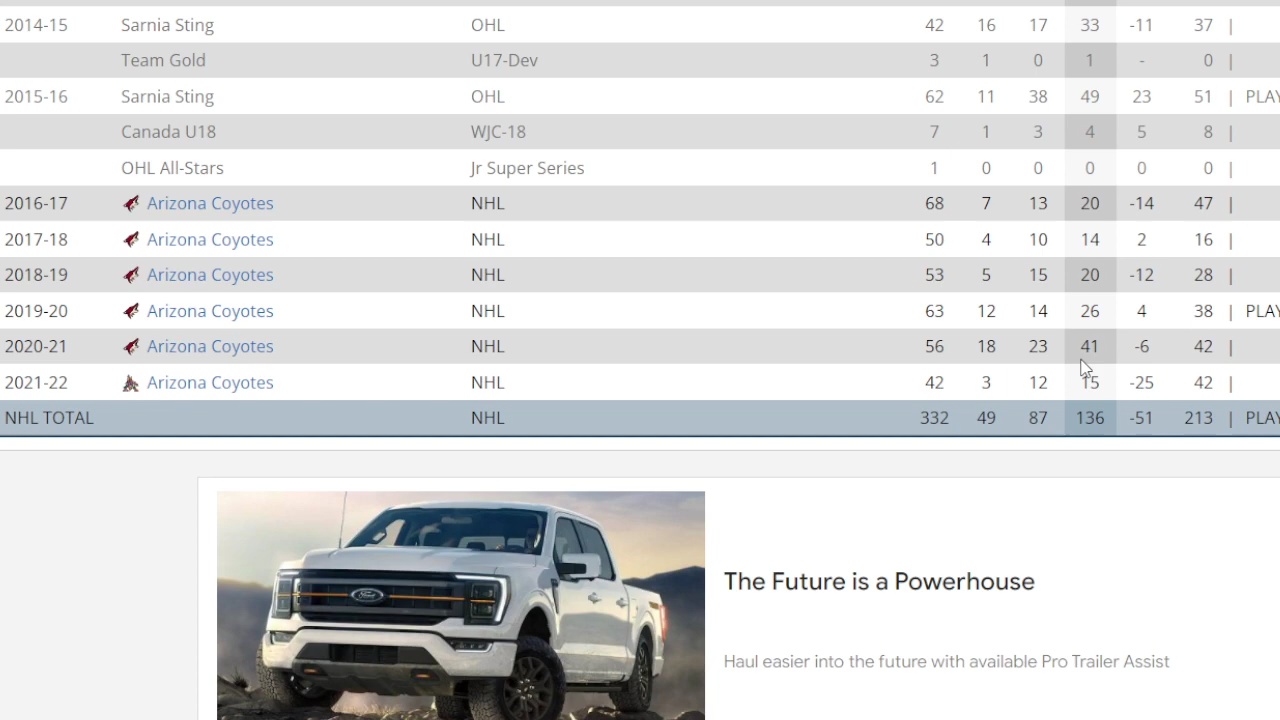 2014-15 Sarnia Sting OHL 42 16 17 33 -11 37 |
Team Gold U17-Dev 3 1 0 1 - 0 |
2015-16 Sarnia Sting OHL 62 11 38 49 23 51 | PLAY
Canada U18 WJC-18 7 1 3 4 5 8 |
OHL All-Stars Jr Super Series 1 0 0 0 0 0 |
2016-17 Arizona Coyotes NHL 68 7 13 20 -14 47 |
2017-18 Arizona Coyotes NHL 50 4 10 14 2 16 |
2018-19 Arizona Coyotes NHL 53 5 15 20 -12 28 |
2019-20 Arizona Coyotes NHL 63 12 14 26 4 38 | PLAY
2020-21 Arizona Coyotes NHL 56 18 23 41 -6 42 |
2021-22 Arizona Coyotes NHL 42 3 12 15 -25 42 |
NHL TOTAL NHL 332 49 87 136 -51 213 | PLAY
Ford
The Future is a Powerhouse
Haul easier into the future with available Pro Trailer Assist